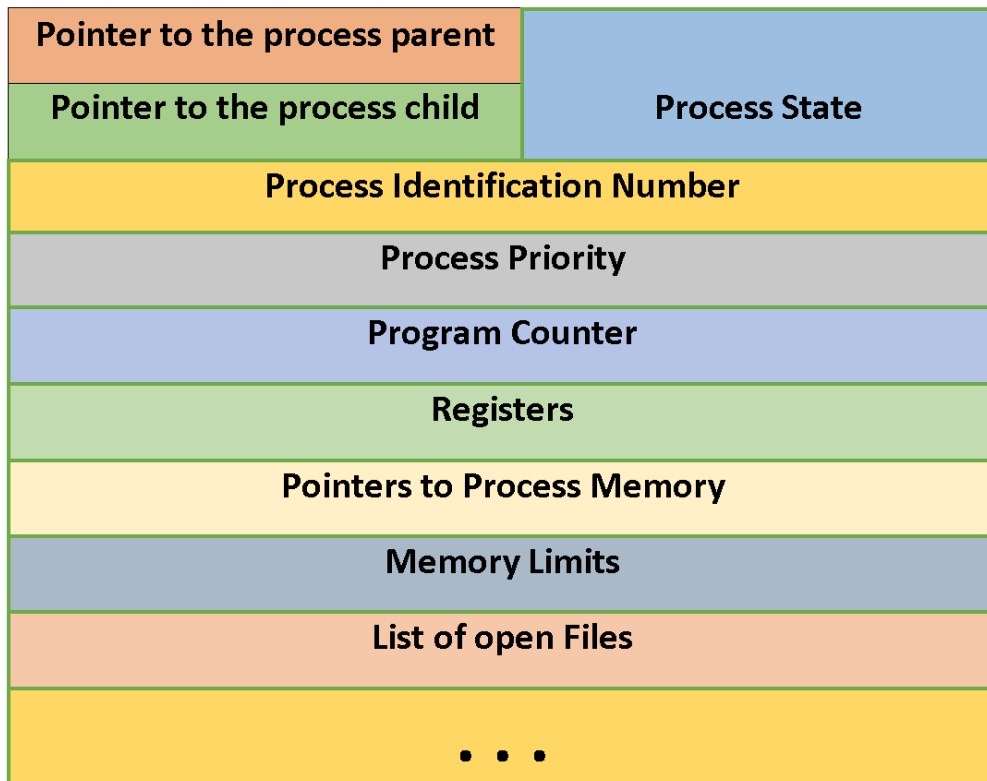 Pointer to the process parent
Pointer to the process child
Process State
Process Identification Number
Process Priority
Program Counter
Registers
Pointers to Process Memory
Memory Limits
List of open Files
. . .